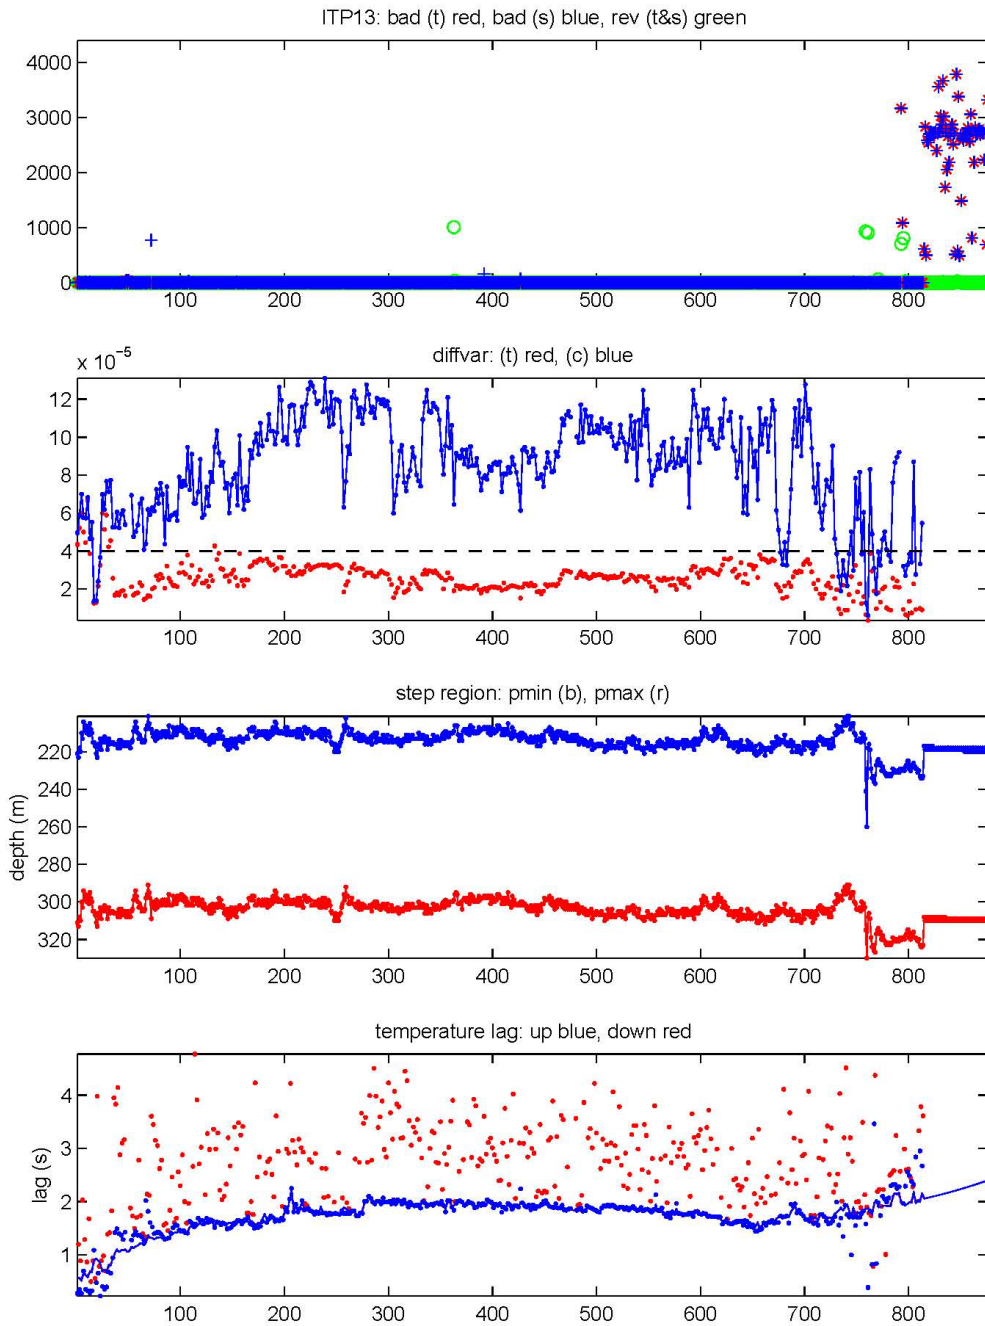 ITP13: bad (t) red, bad (s) blue, rev (t&s) green
4000
3000
2000
1000
0
100 200 300 400 500 600 700 800
diffvar: (t) red, (c) blue
x 10⁻⁵
12
10
8
6
4
2
100 200 300 400 500 600 700 800
step region: pmin (b), pmax (r)
depth (m)
220
240
260
280
300
320
100 200 300 400 500 600 700 800
temperature lag: up blue, down red
lag (s)
4
3
2
1
100 200 300 400 500 600 700 800